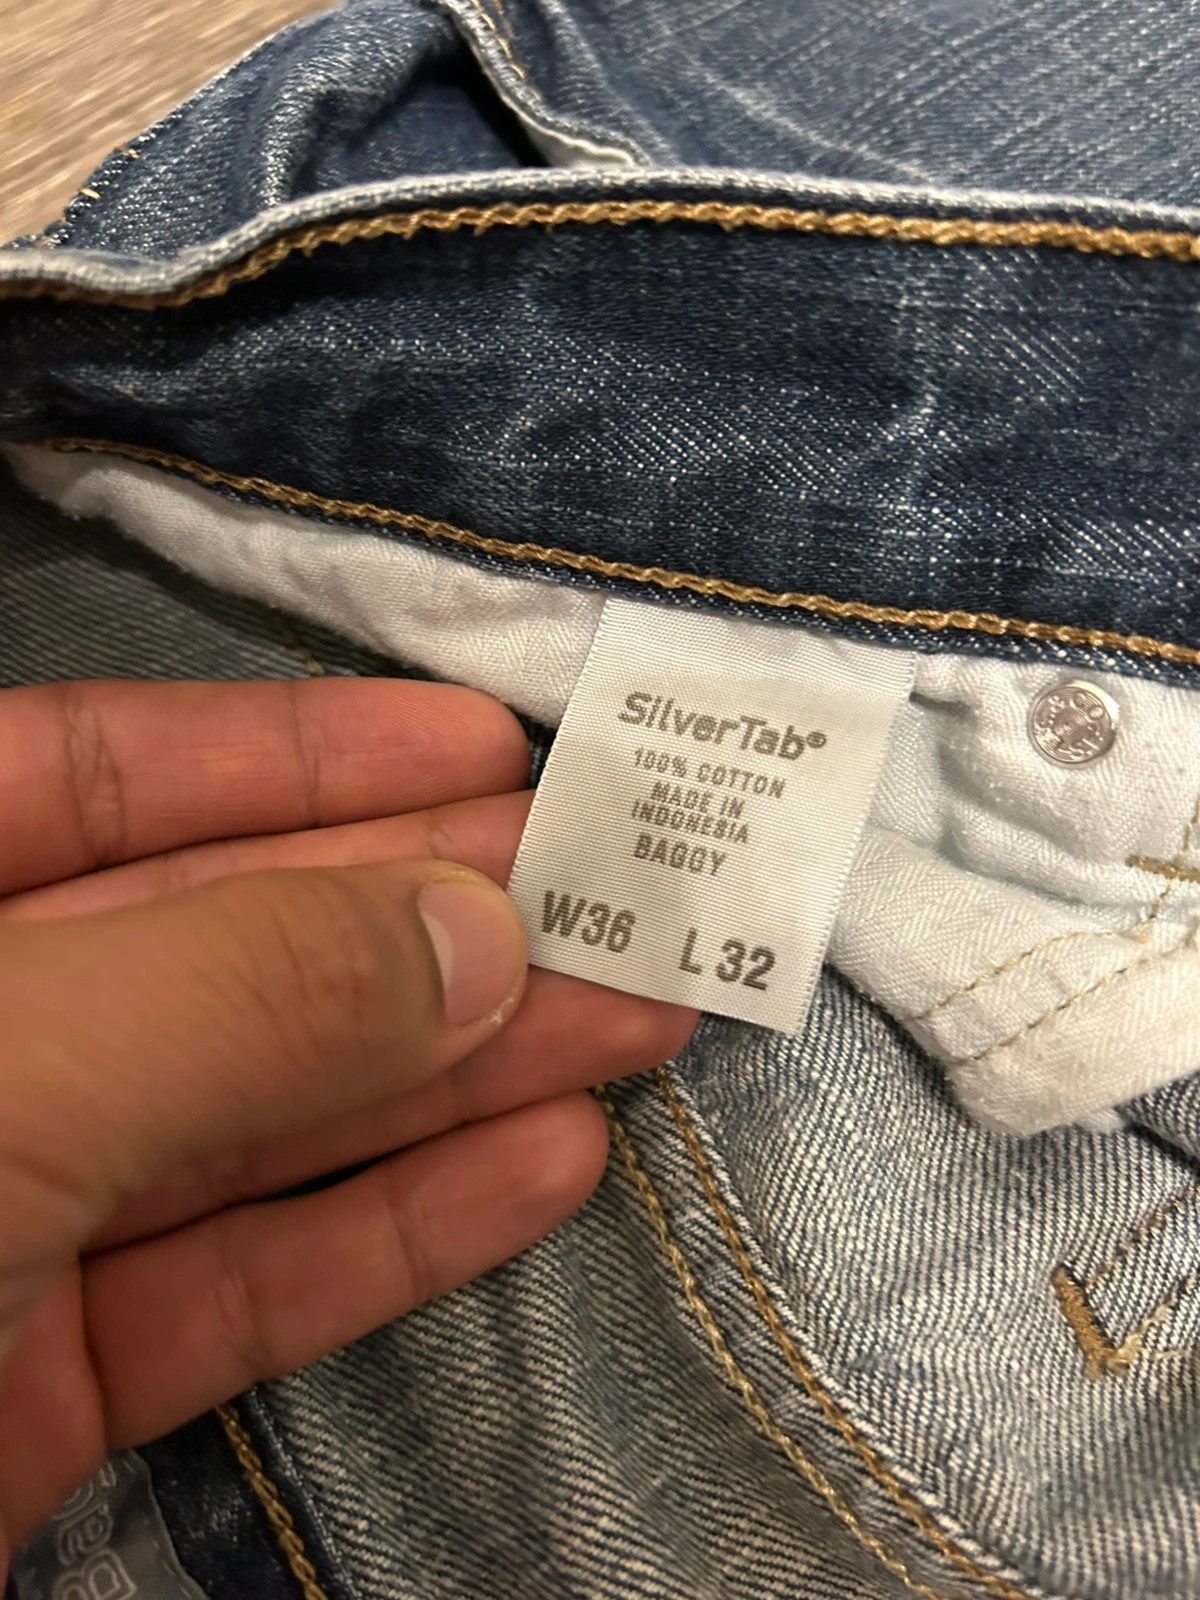 SilverTab®
100% COTTON
MADE IN
INDONESIA
BAGGY
W36 L 32